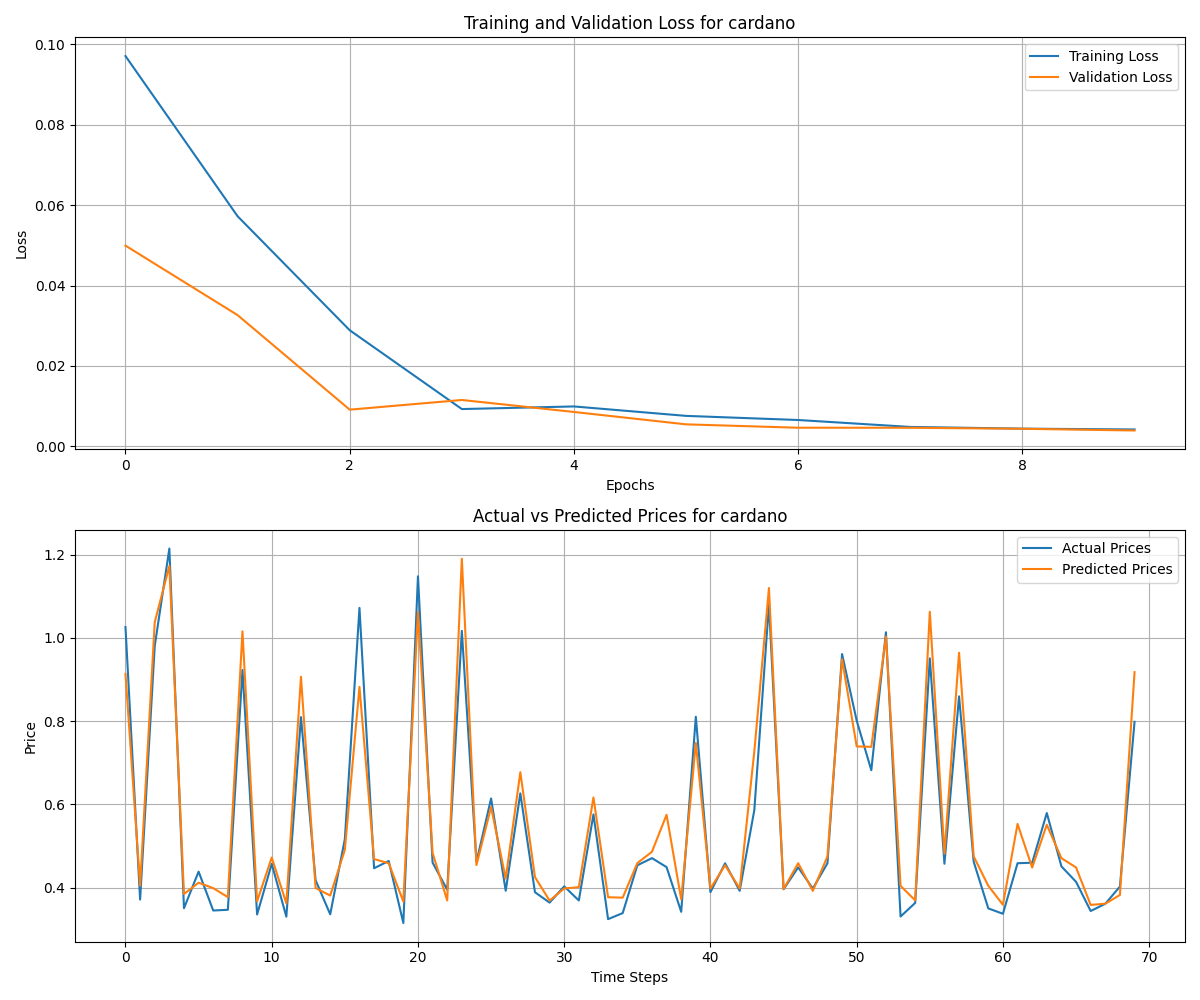 Training and Validation Loss for cardano
Training Loss
Validation Loss
Loss
0.10
0.08
0.06
0.04
0.02
0.00
0 2 4 6 8
Epochs
Actual vs Predicted Prices for cardano
Actual Prices
Predicted Prices
Price
1.2
1.0
0.8
0.6
0.4
0 10 20 30 40 50 60 70
Time Steps